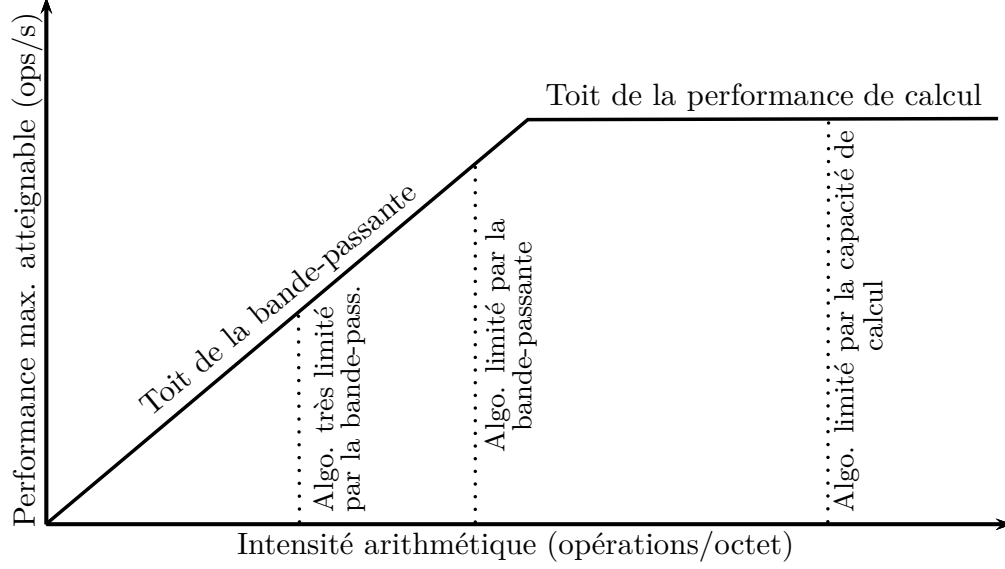 Performance max. atteignable (ops/s)
Toit de la bande-passante
Toit de la performance de calcul
Algo. très limité
par la bande-pass.
Algo. limité par la
bande-passante
Algo. limité par la capacité de
calcul
Intensité arithmétique (opérations/octet)